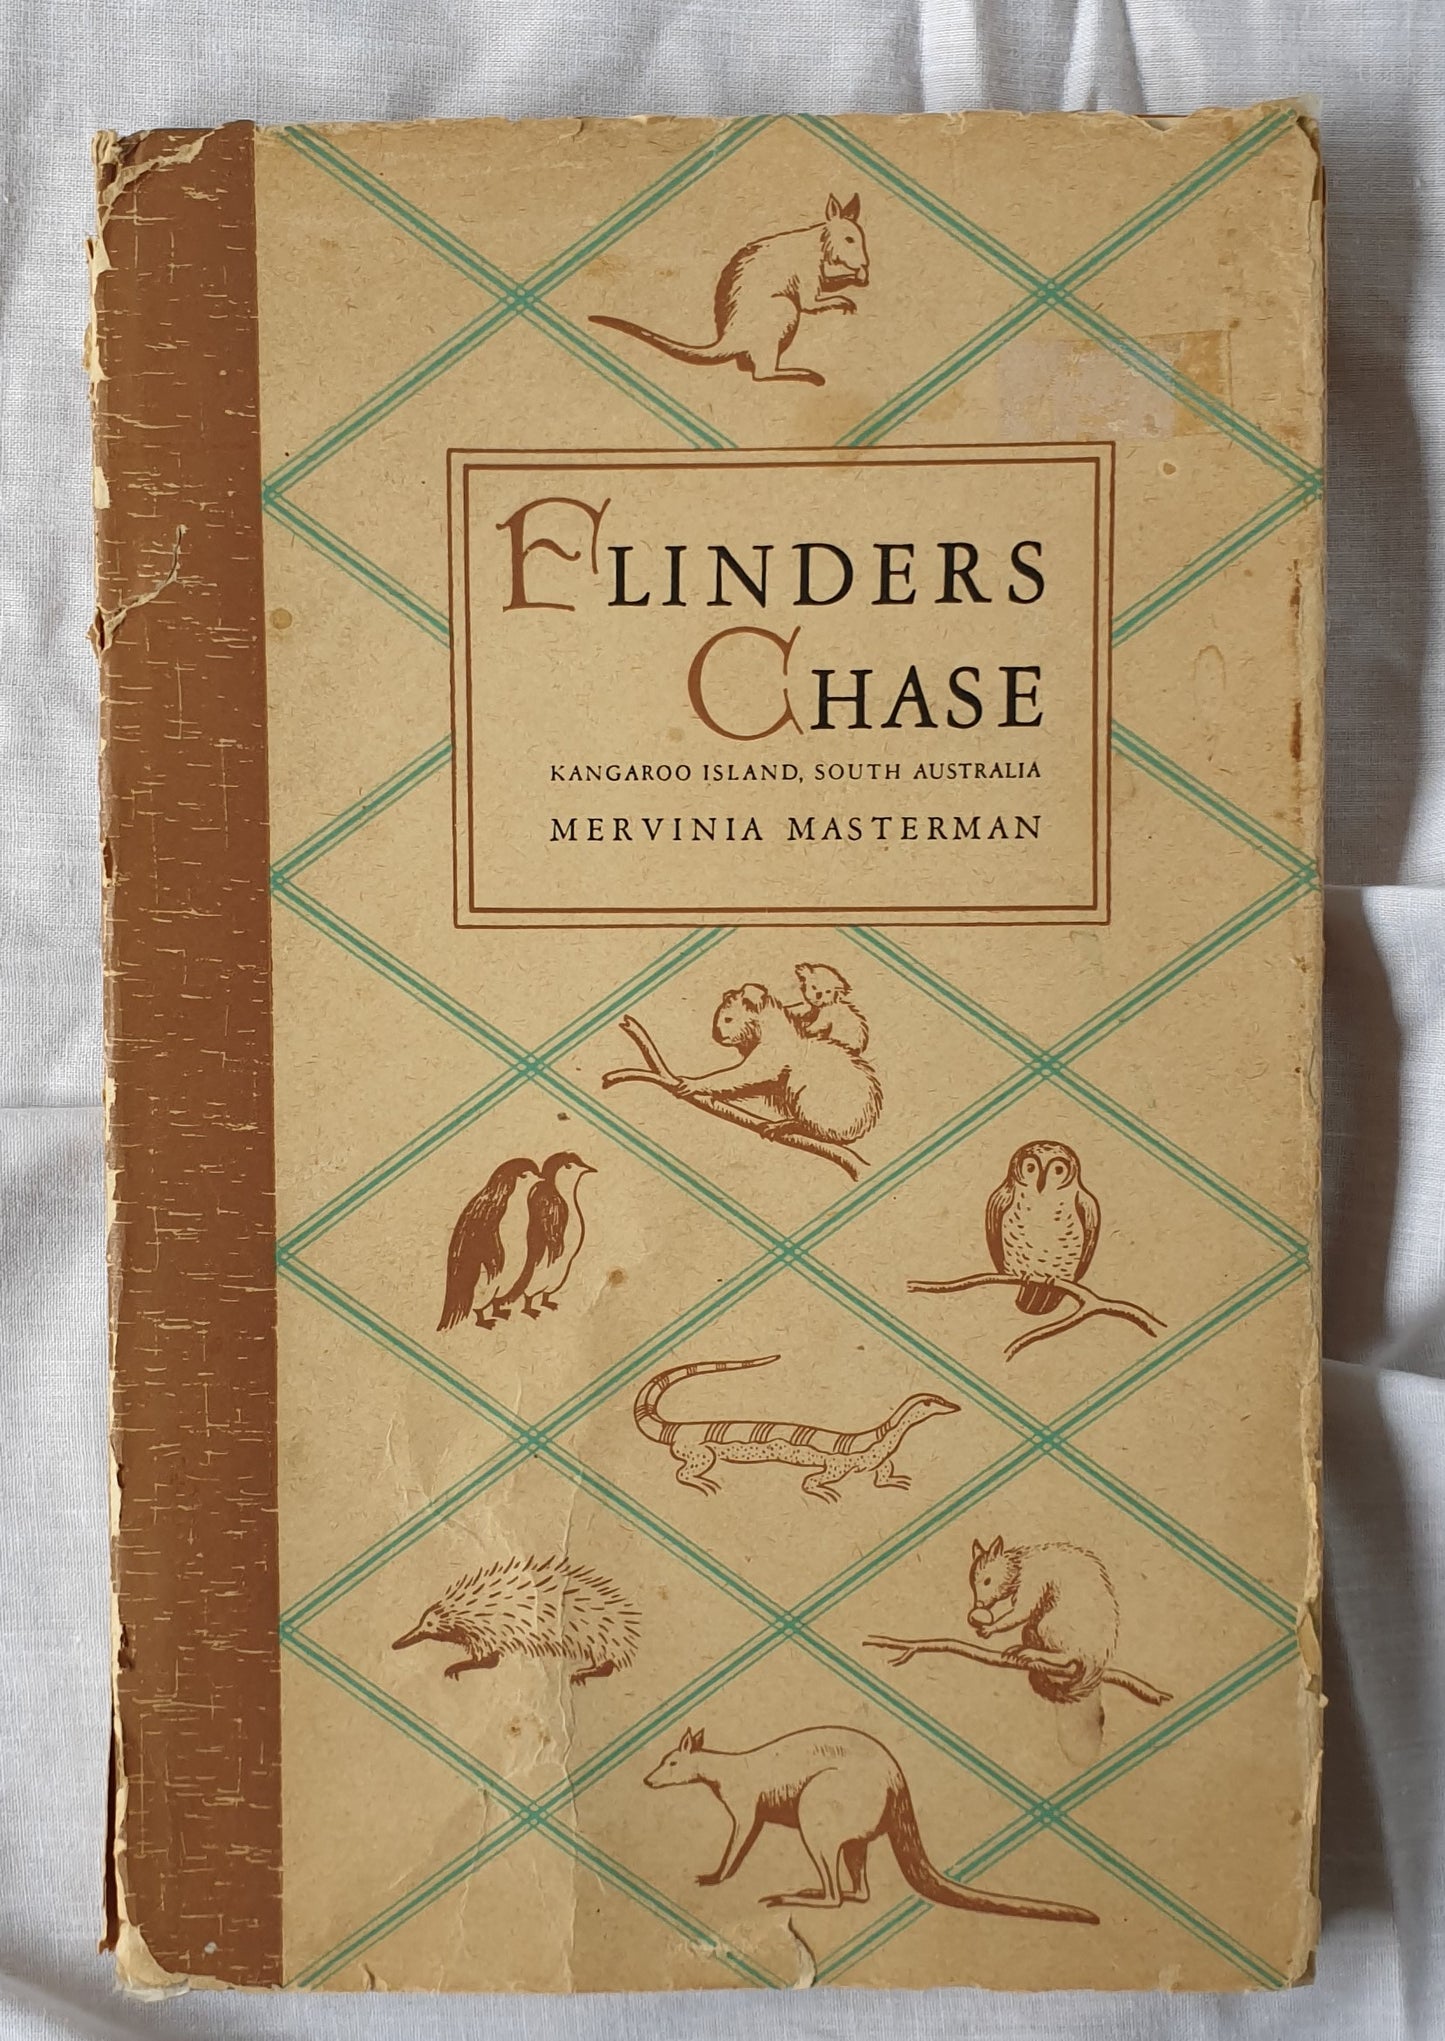 FLINDERS
CHASE
KANGAROO ISLAND, SOUTH AUSTRALIA
MERVINIA MASTERMAN